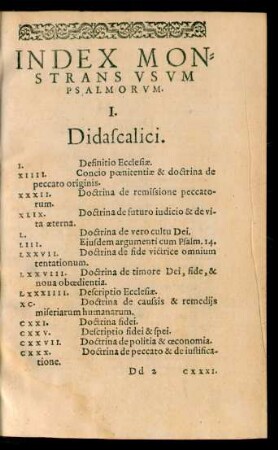 INDEX MON-
STRANS VSVM
PSALMORVM.
I.
Didascalici.
I. Definitio Ecclesiæ.
XIIII. Concio pœnitentiæ & doctrina de
peccato originis.
XXXII. Doctrina de remissione peccato-
rum.
XLIX. Doctrina de futuro iudicio & de vi
ta æterna.
L. Doctrina de vero cultu Dei.
LIII. Eiusdem argumenti cum Psalm. 14.
LXXVII. Doctrina de fide victrice omnium
tentationum.
LXXVIII. Doctrina de timore Dei, fide, &
noua obœdientia.
LXXXIIII. Descriptio Ecclesiæ.
XC. Doctrina de caussis & remedijs
miseriarum humanarum.
CXXI. Doctrina fidei.
CXXV. Descriptio fidei & spei.
CXXVII. Doctrina de politia & œconomia.
CXXX. Doctrina de peccato & de iustifica-
tione.
Dd 2 CXXXI.